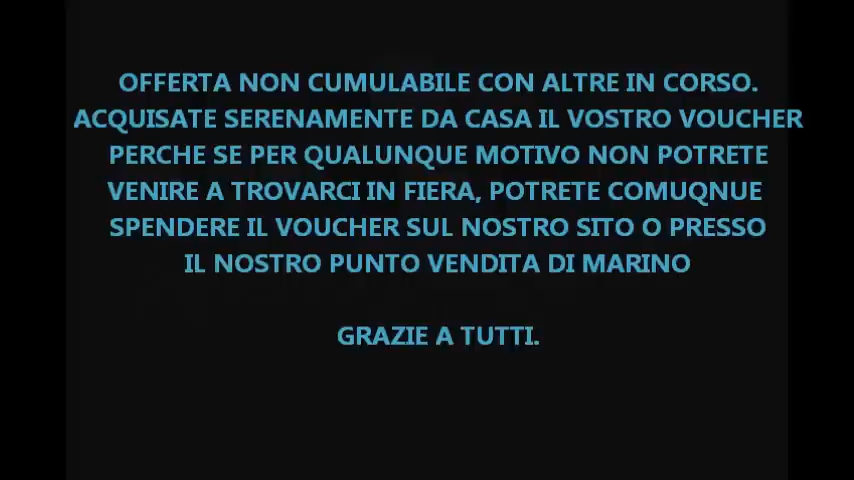 OFFERTA NON CUMULABILE CON ALTRE IN CORSO.
ACQUISATE SERENAMENTE DA CASA IL VOSTRO VOUCHER
PERCHE SE PER QUALUNQUE MOTIVO NON POTRETE
VENIRE A TROVARCI IN FIERA, POTRETE COMUQNUE
SPENDERE IL VOUCHER SUL NOSTRO SITO O PRESSO
IL NOSTRO PUNTO VENDITA DI MARINO
GRAZIE A TUTTI.